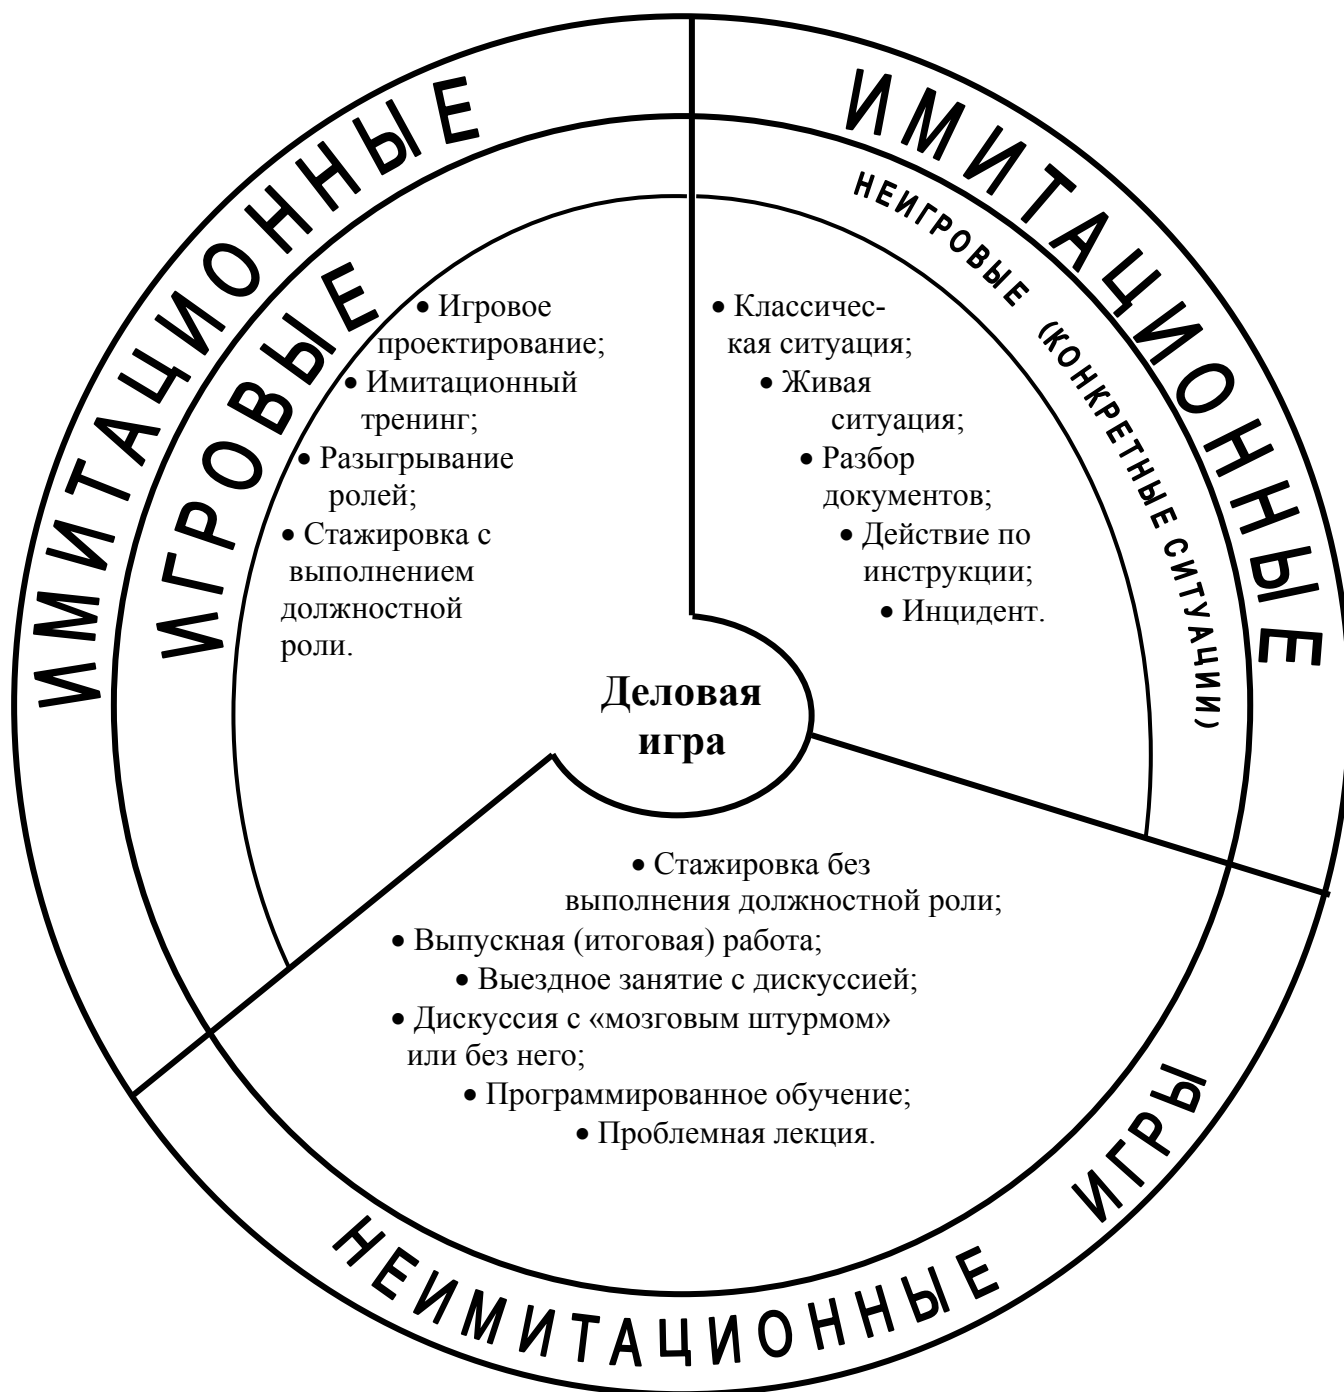 ИМИТАЦИОННЫЕ
ИГРОВЫЕ
• Игровое
проектирование;
• Имитационный
тренинг;
• Разыгрывание
ролей;
• Стажировка с
выполнением
должностной
роли.
ИМИТАЦИОННЫЕ
НЕИГРОВЫЕ (КОНКРЕТНЫЕ СИТУАЦИИ)
• Классичес-
кая ситуация;
• Живая
ситуация;
• Разбор
документов;
• Действие по
инструкции;
• Инцидент.
Деловая
игра
• Стажировка без
выполнения должностной роли;
• Выпускная (итоговая) работа;
• Выездное занятие с дискуссией;
• Дискуссия с «мозговым штурмом»
или без него;
• Программированное обучение;
• Проблемная лекция.
НЕИМИТАЦИОННЫЕ ИГРЫ